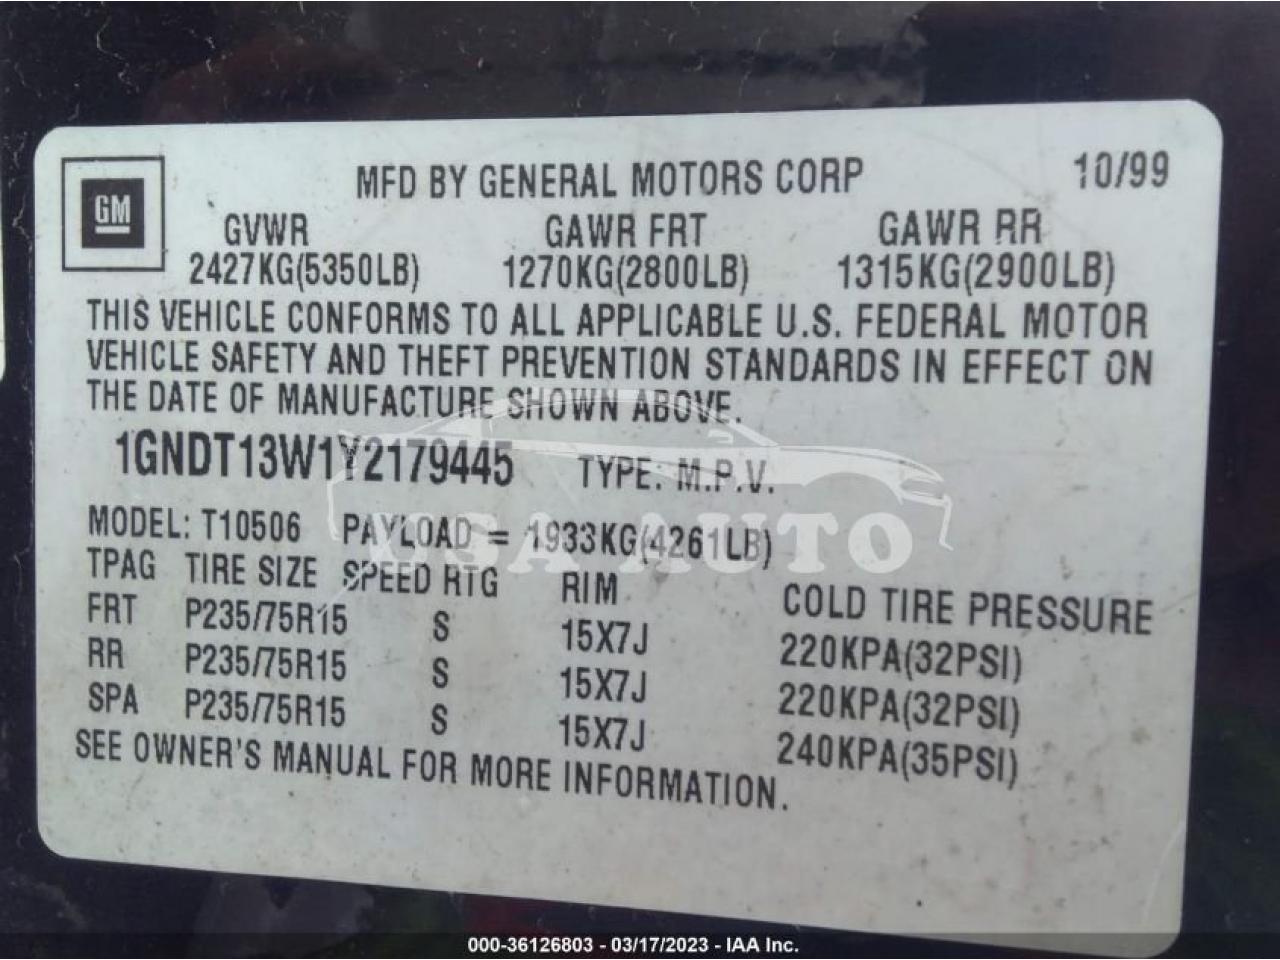 GM
MFD BY GENERAL MOTORS CORP 10/99
GVWR GAWR FRT GAWR RR
2427KG(5350LB) 1270KG(2800LB) 1315KG(2900LB)
THIS VEHICLE CONFORMS TO ALL APPLICABLE U.S. FEDERAL MOTOR
VEHICLE SAFETY AND THEFT PREVENTION STANDARDS IN EFFECT ON
THE DATE OF MANUFACTURE SHOWN ABOVE.
1GNDT13W1Y2179445 TYPE: M.P.V.
MODEL: T10506 PAYLOAD = 1933KG(4261LB)
USA AUTO
TPAG TIRE SIZE SPEED RTG RIM COLD TIRE PRESSURE
FRT P235/75R15 S 15X7J 220KPA(32PSI)
RR P235/75R15 S 15X7J 220KPA(32PSI)
SPA P235/75R15 S 15X7J 240KPA(35PSI)
SEE OWNER'S MANUAL FOR MORE INFORMATION.
000-36126803 - 03/17/2023 - IAA Inc.